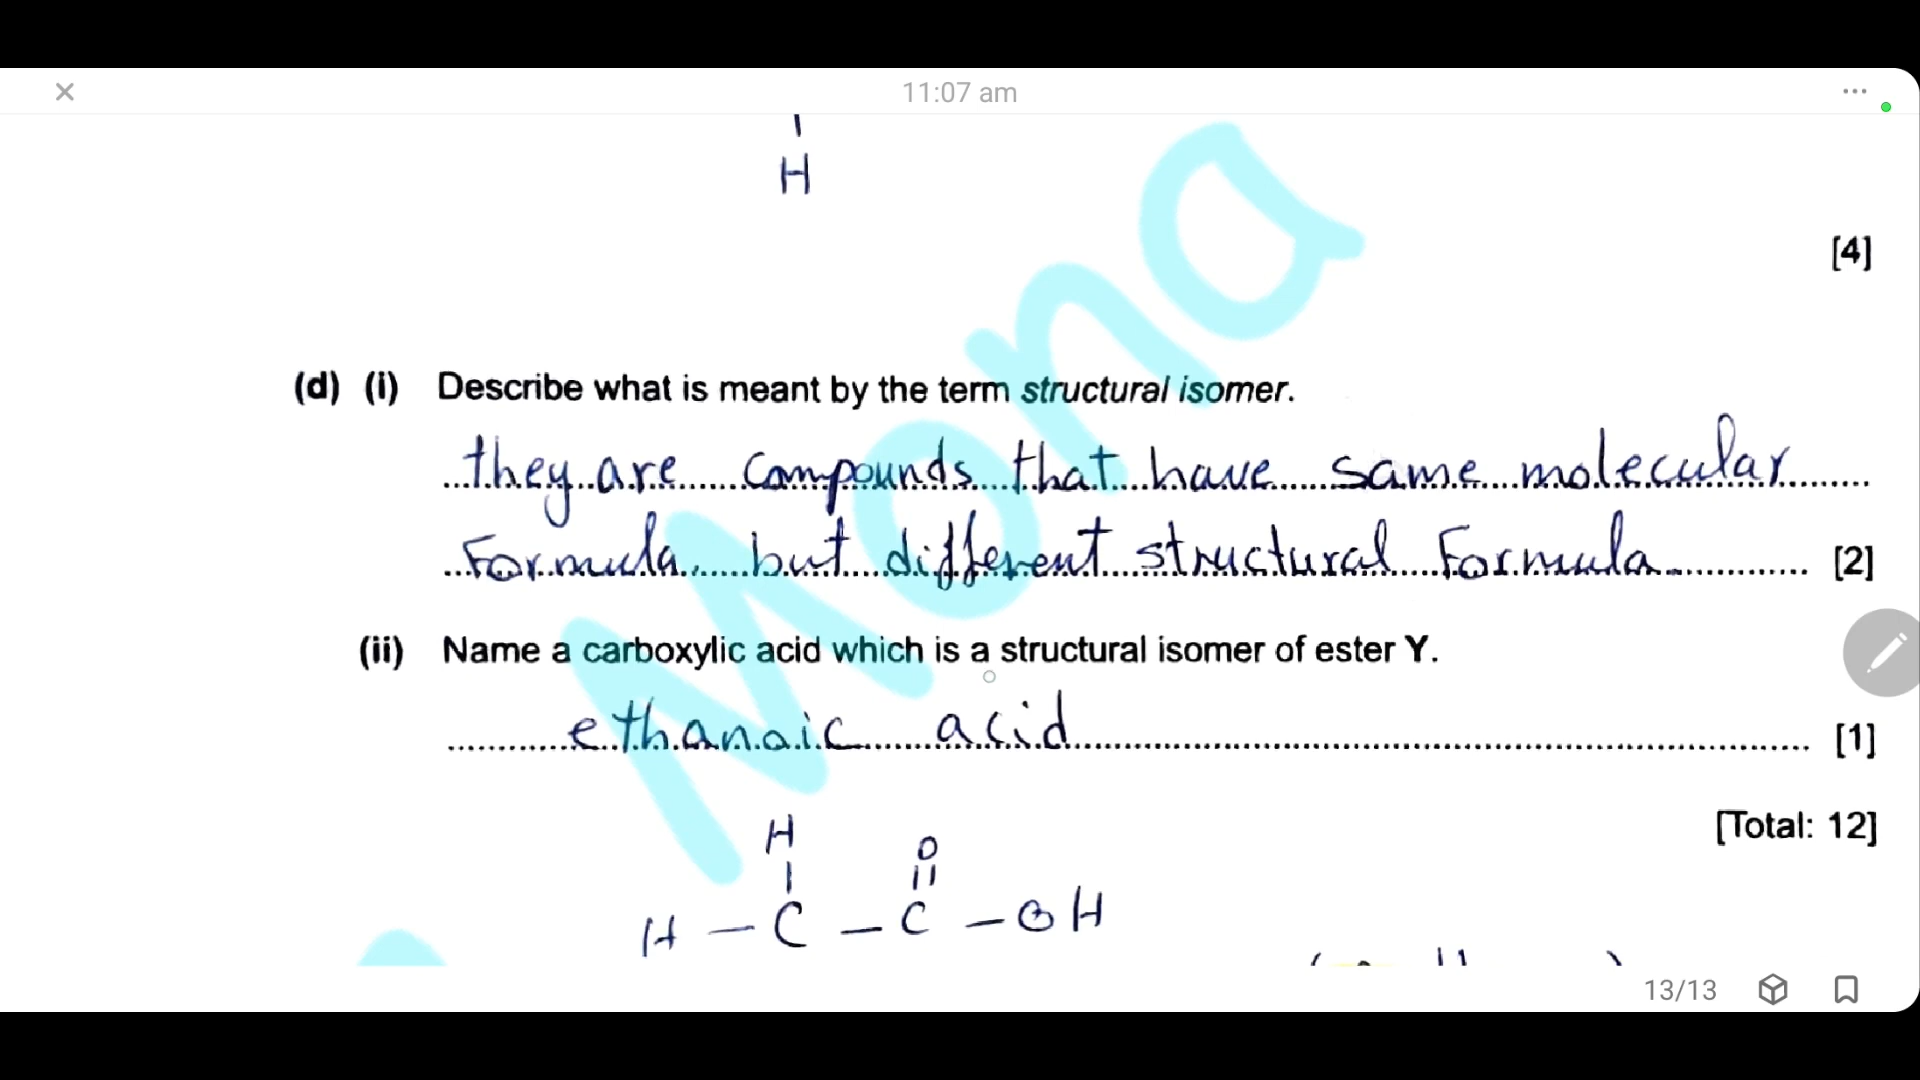 11:07 am
H
[4]
(d) (i) Describe what is meant by the term structural isomer.
they are compounds that have same molecular
Formula but different structural Formula [2]
(ii) Name a carboxylic acid which is a structural isomer of ester Y.
ethanoic acid [1]
[Total: 12]
H O
H - C - C - OH
13/13
Mona